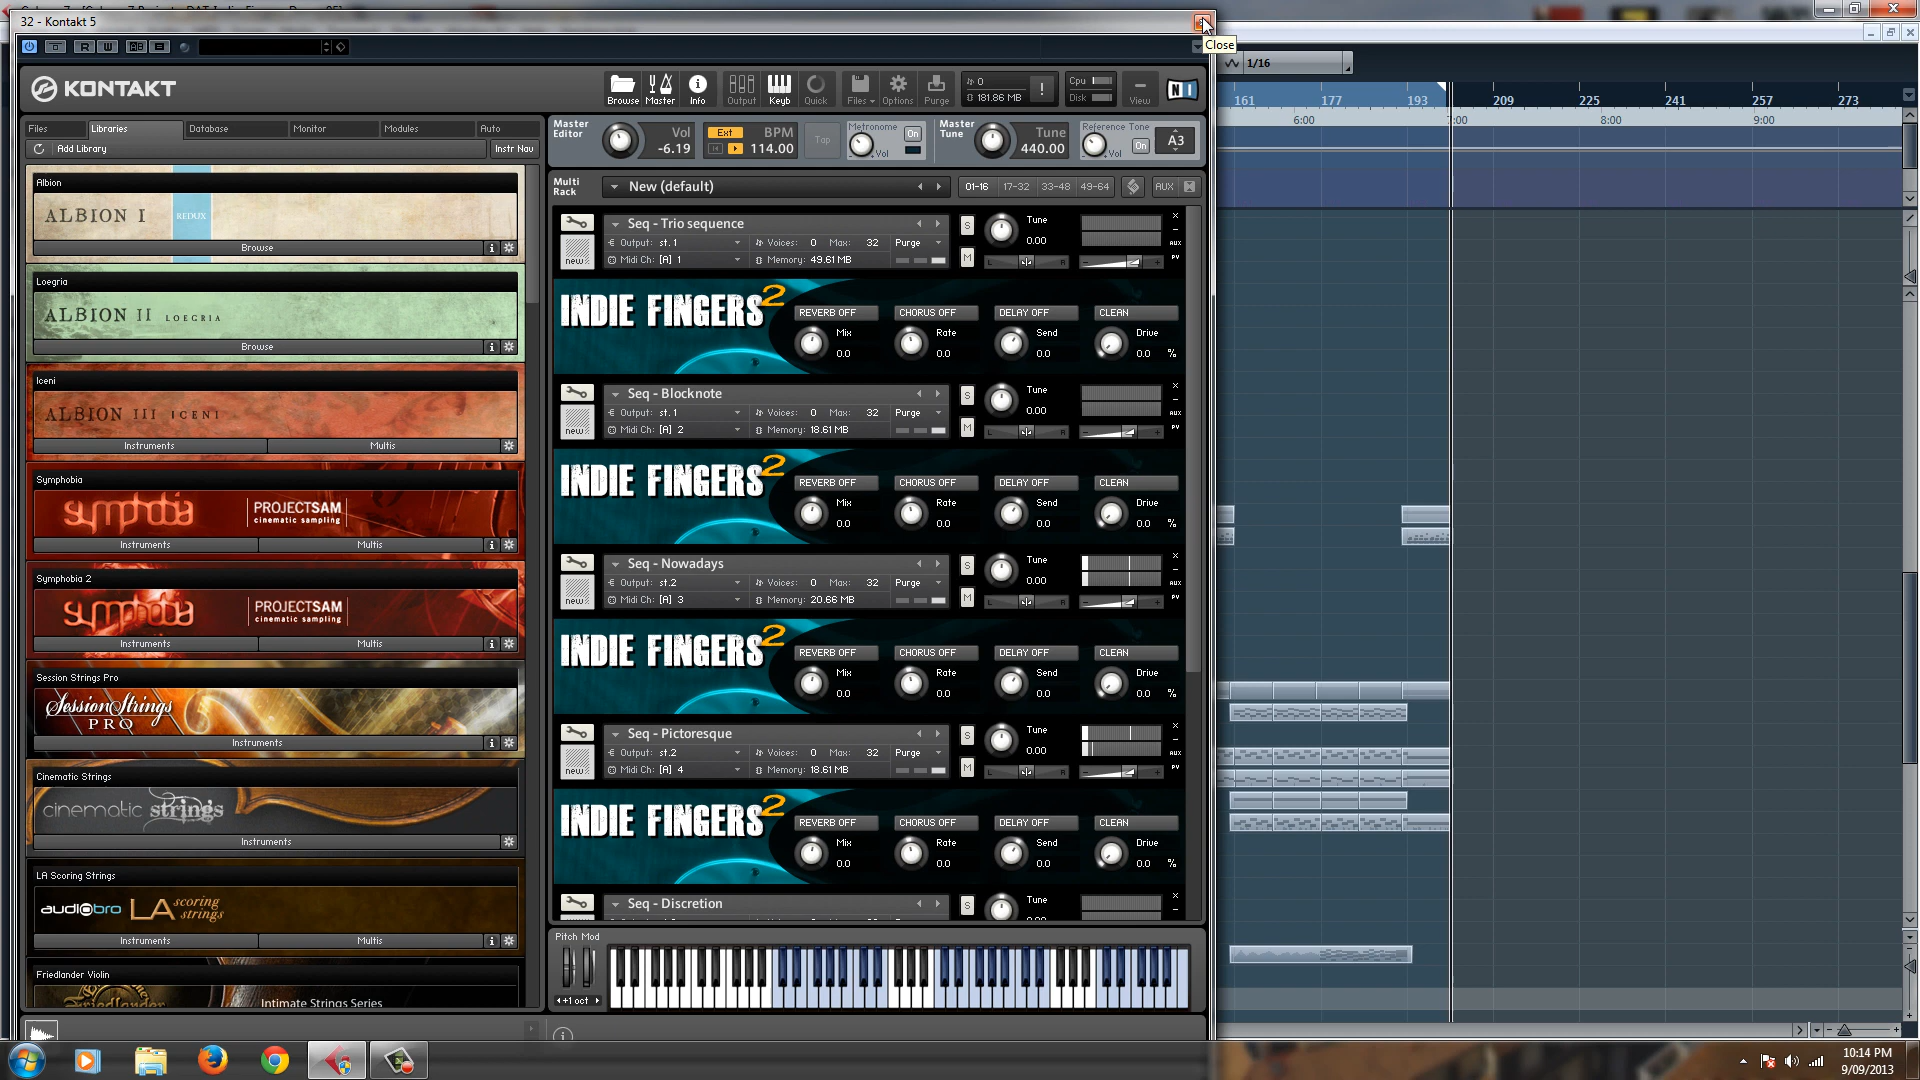 32 - Kontakt 5
Close
R W
KONTAKT
Browse Master Info Output Keyb Quick Files Options Purge View
0
181.86 MB
!
Cpu
Disk
NI
1/16
161 177 193 209 225 241 257 273
6:00 7:00 8:00 9:00
Files Libraries Database Monitor Modules Auto
Add Library Instr Nav
Master Editor
Vol
-6.19
Ext BPM
114.00
Tap
Metronome On
Vol
Master Tune
Tune
440.00
Reference Tone
Vol On
A3
Multi Rack
New (default)
01-16 17-32 33-48 49-64 AUX
Albion
ALBION I REDUX
Browse
Loegria
ALBION II LOEGRIA
Browse
Iceni
ALBION III ICENI
Instruments Multis
Symphobia
symphobia PROJECTSAM
cinematic sampling
Instruments Multis
Symphobia 2
symphobia PROJECTSAM
cinematic sampling
Instruments Multis
Session Strings Pro
Session Strings
PRO
Instruments
Cinematic Strings
cinematic strings
Instruments
LA Scoring Strings
audiobro LA scoring strings
Instruments Multis
Friedlander Violin
Friedlander
Intimate Strings Series
Seq - Trio sequence
Output: st.1 Voices: 0 Max: 32 Purge
Midi Ch: [A] 1 Memory: 49.61 MB
S M
Tune
0.00
L R
AUX
PV
new
INDIE FINGERS 2
REVERB OFF CHORUS OFF DELAY OFF CLEAN
Mix Rate Send Drive
0.0 0.0 0.0 0.0 %
Seq - Blocknote
Output: st.1 Voices: 0 Max: 32 Purge
Midi Ch: [A] 2 Memory: 18.61 MB
S M
Tune
0.00
L R
AUX
PV
new
INDIE FINGERS 2
REVERB OFF CHORUS OFF DELAY OFF CLEAN
Mix Rate Send Drive
0.0 0.0 0.0 0.0 %
Seq - Nowadays
Output: st.2 Voices: 0 Max: 32 Purge
Midi Ch: [A] 3 Memory: 20.66 MB
S M
Tune
0.00
L R
AUX
PV
new
INDIE FINGERS 2
REVERB OFF CHORUS OFF DELAY OFF CLEAN
Mix Rate Send Drive
0.0 0.0 0.0 0.0 %
Seq - Pictoresque
Output: st.2 Voices: 0 Max: 32 Purge
Midi Ch: [A] 4 Memory: 18.61 MB
S M
Tune
0.00
L R
AUX
PV
new
INDIE FINGERS 2
REVERB OFF CHORUS OFF DELAY OFF CLEAN
Mix Rate Send Drive
0.0 0.0 0.0 0.0 %
Seq - Discretion
S
Tune
Pitch Mod
+1 oct
10:14 PM
9/09/2013